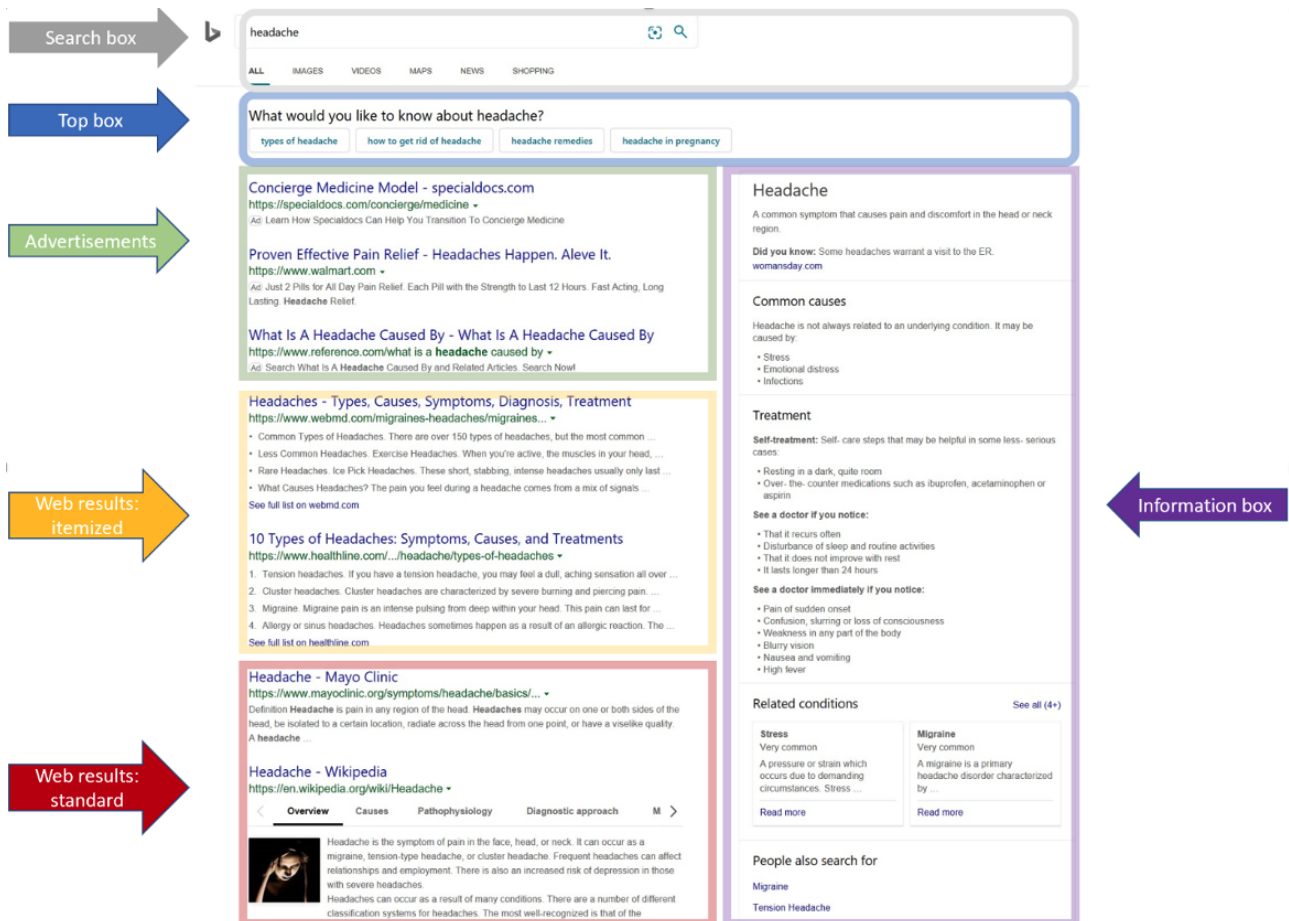 Search box
headache
ALL IMAGES VIDEOS MAPS NEWS SHOPPING
Top box
What would you like to know about headache?
types of headache how to get rid of headache headache remedies headache in pregnancy
Advertisements
Concierge Medicine Model - specialdocs.com
https://specialdocs.com/concierge/medicine
Ad Learn How Specialdocs Can Help You Transition To Concierge Medicine
Proven Effective Pain Relief - Headaches Happen. Aleve It.
https://www.walmart.com
Ad Just 2 Pills for All Day Pain Relief. Each Pill with the Strength to Last 12 Hours. Fast Acting, Long
Lasting. Headache Relief.
What Is A Headache Caused By - What Is A Headache Caused By
https://www.reference.com/what is a headache caused by
Ad Search What Is A Headache Caused By and Related Articles. Search Now!
Web results:
itemized
Headaches - Types, Causes, Symptoms, Diagnosis, Treatment
https://www.webmd.com/migraines-headaches/migraines...
• Common Types of Headaches. There are over 150 types of headaches, but the most common ...
• Less Common Headaches. Exercise Headaches. When you're active, the muscles in your head, ...
• Rare Headaches. Ice Pick Headaches. These short, stabbing, intense headaches usually only last ...
• What Causes Headaches? The pain you feel during a headache comes from a mix of signals ...
See full list on webmd.com
10 Types of Headaches: Symptoms, Causes, and Treatments
https://www.healthline.com/.../headache/types-of-headaches
1. Tension headaches. If you have a tension headache, you may feel a dull, aching sensation all over ...
2. Cluster headaches. Cluster headaches are characterized by severe burning and piercing pain. ...
3. Migraine. Migraine pain is an intense pulsing from deep within your head. This pain can last for ...
4. Allergy or sinus headaches. Headaches sometimes happen as a result of an allergic reaction. The ...
See full list on healthline.com
Web results:
standard
Headache - Mayo Clinic
https://www.mayoclinic.org/symptoms/headache/basics/...
Definition Headache is pain in any region of the head. Headaches may occur on one or both sides of the
head, be isolated to a certain location, radiate across the head from one point, or have a viselike quality.
A headache ...
Headache - Wikipedia
https://en.wikipedia.org/wiki/Headache
Overview Causes Pathophysiology Diagnostic approach M
Headache is the symptom of pain in the face, head, or neck. It can occur as a
migraine, tension-type headache, or cluster headache. Frequent headaches can affect
relationships and employment. There is also an increased risk of depression in those
with severe headaches.
Headaches can occur as a result of many conditions. There are a number of different
classification systems for headaches. The most well-recognized is that of the
Information box
Headache
A common symptom that causes pain and discomfort in the head or neck
region.
Did you know: Some headaches warrant a visit to the ER.
womansday.com
Common causes
Headache is not always related to an underlying condition. It may be
caused by:
• Stress
• Emotional distress
• Infections
Treatment
Self-treatment: Self- care steps that may be helpful in some less- serious
cases:
• Resting in a dark, quite room
• Over- the- counter medications such as ibuprofen, acetaminophen or
aspirin
See a doctor if you notice:
• That it recurs often
• Disturbance of sleep and routine activities
• That it does not improve with rest
• It lasts longer than 24 hours
See a doctor immediately if you notice:
• Pain of sudden onset
• Confusion, slurring or loss of consciousness
• Weakness in any part of the body
• Blurry vision
• Nausea and vomiting
• High fever
Related conditions See all (4+)
Stress
Very common
A pressure or strain which
occurs due to demanding
circumstances. Stress ...
Read more
Migraine
Very common
A migraine is a primary
headache disorder characterized
by ...
Read more
People also search for
Migraine
Tension Headache